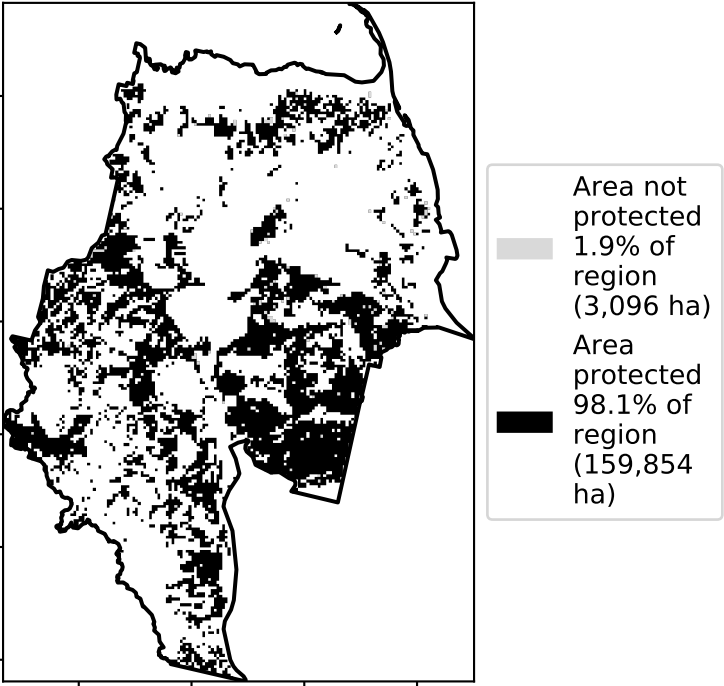 Area not
protected
1.9% of
region
(3,096 ha)
Area
protected
98.1% of
region
(159,854
ha)